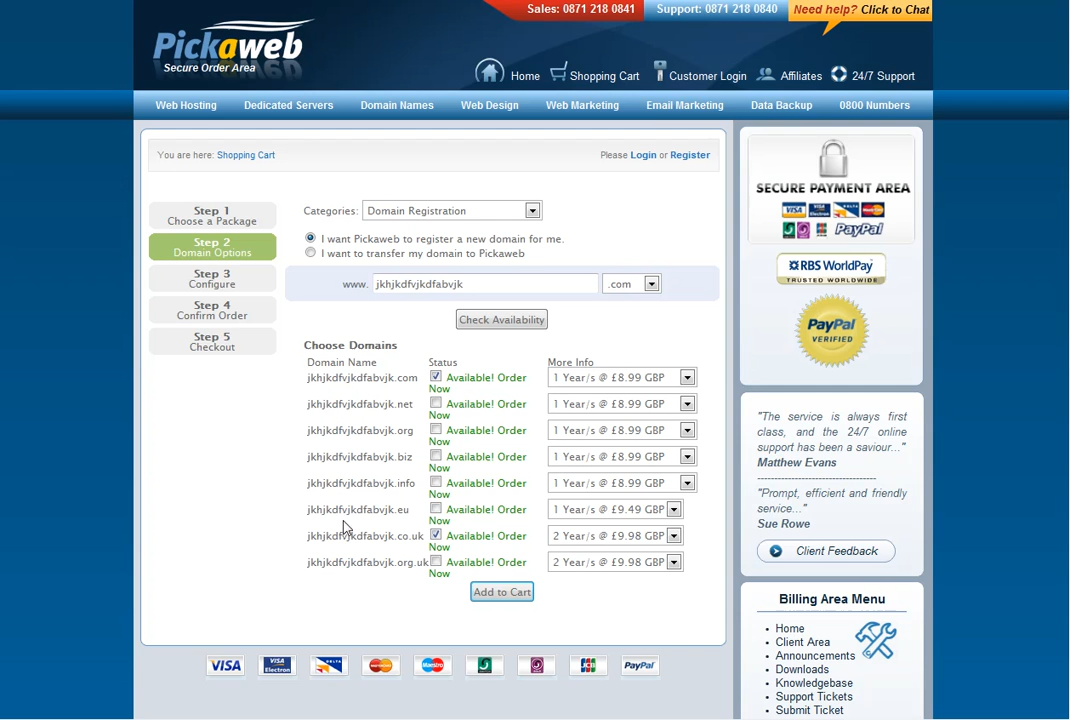 Sales: 0871 218 0841
Support: 0871 218 0840
Need help? Click to Chat
Pickaweb
Secure Order Area
Home
Shopping Cart
Customer Login
Affiliates
24/7 Support
Web Hosting
Dedicated Servers
Domain Names
Web Design
Web Marketing
Email Marketing
Data Backup
0800 Numbers
You are here: Shopping Cart
Please Login or Register
Step 1
Choose a Package
Step 2
Domain Options
Step 3
Configure
Step 4
Confirm Order
Step 5
Checkout
Categories: Domain Registration
I want Pickaweb to register a new domain for me.
I want to transfer my domain to Pickaweb
www. jkhjkdfvjkdfabvjk .com
Check Availability
Choose Domains
Domain Name Status More Info
jkhjkdfvjkdfabvjk.com Available! Order 1 Year/s @ £8.99 GBP
Now
jkhjkdfvjkdfabvjk.net Available! Order 1 Year/s @ £8.99 GBP
Now
jkhjkdfvjkdfabvjk.org Available! Order 1 Year/s @ £8.99 GBP
Now
jkhjkdfvjkdfabvjk.biz Available! Order 1 Year/s @ £8.99 GBP
Now
jkhjkdfvjkdfabvjk.info Available! Order 1 Year/s @ £8.99 GBP
Now
jkhjkdfvjkdfabvjk.eu Available! Order 1 Year/s @ £9.49 GBP
Now
jkhjkdfvjkdfabvjk.co.uk Available! Order 2 Year/s @ £9.98 GBP
Now
jkhjkdfvjkdfabvjk.org.uk Available! Order 2 Year/s @ £9.98 GBP
Now
Add to Cart
VISA
VISA
Electron
DELTA
MasterCard
Maestro
JCB
PayPal
SECURE PAYMENT AREA
VISA
DELTA
PayPal
RBS WorldPay
TRUSTED WORLDWIDE
PayPal
VERIFIED
"The service is always first
class, and the 24/7 online
support has been a saviour..."
Matthew Evans
-----------------------------------
"Prompt, efficient and friendly
service..."
Sue Rowe
Client Feedback
Billing Area Menu
Home
Client Area
Announcements
Downloads
Knowledgebase
Support Tickets
Submit Ticket